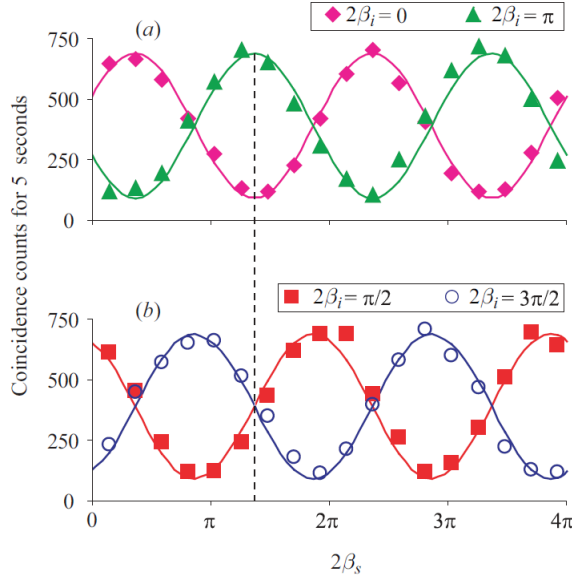 2βᵢ = 0 2βᵢ = π
(a)
750
500
250
0
Coincidence counts for 5 seconds
2βᵢ = π/2 2βᵢ = 3π/2
(b)
750
500
250
0
0 π 2π 3π 4π
2βₛ